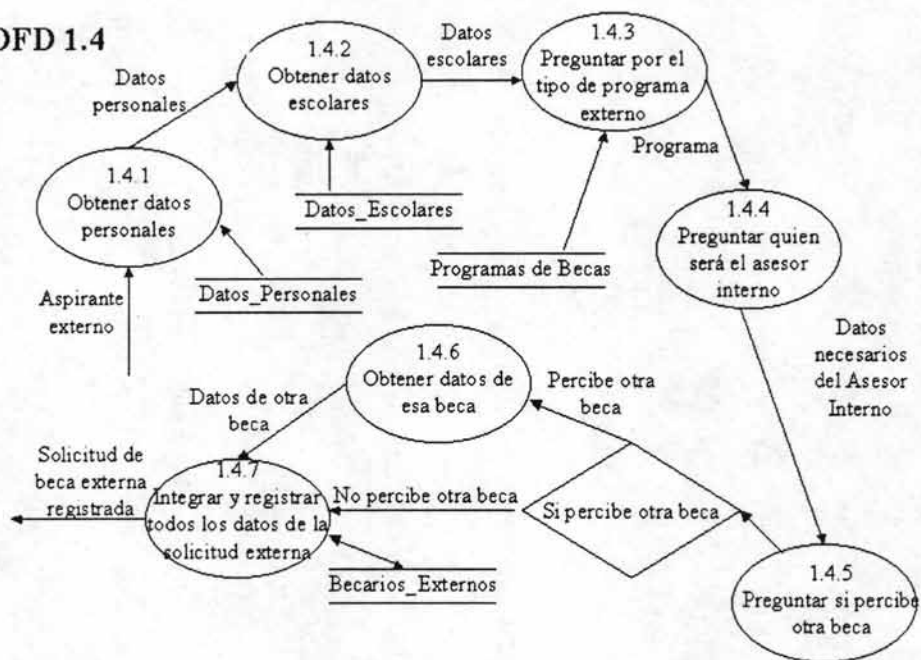 DFD 1.4
1.4.1
Obtener datos
personales
Datos
personales
1.4.2
Obtener datos
escolares
Datos
escolares
1.4.3
Preguntar por el
tipo de programa
externo
Programa
1.4.4
Preguntar quien
será el asesor
interno
Datos_Escolares
Datos_Personales
Programas de Becas
Aspirante
externo
Datos
necesarios
del Asesor
Interno
1.4.6
Obtener datos de
esa beca
Percibe otra
beca
Datos de otra
beca
Solicitud de
beca externa
registrada
1.4.7
Integrar y registrar
todos los datos de la
solicitud externa
No percibe otra beca
Si percibe otra beca
Becarios_Externos
1.4.5
Preguntar si percibe
otra beca